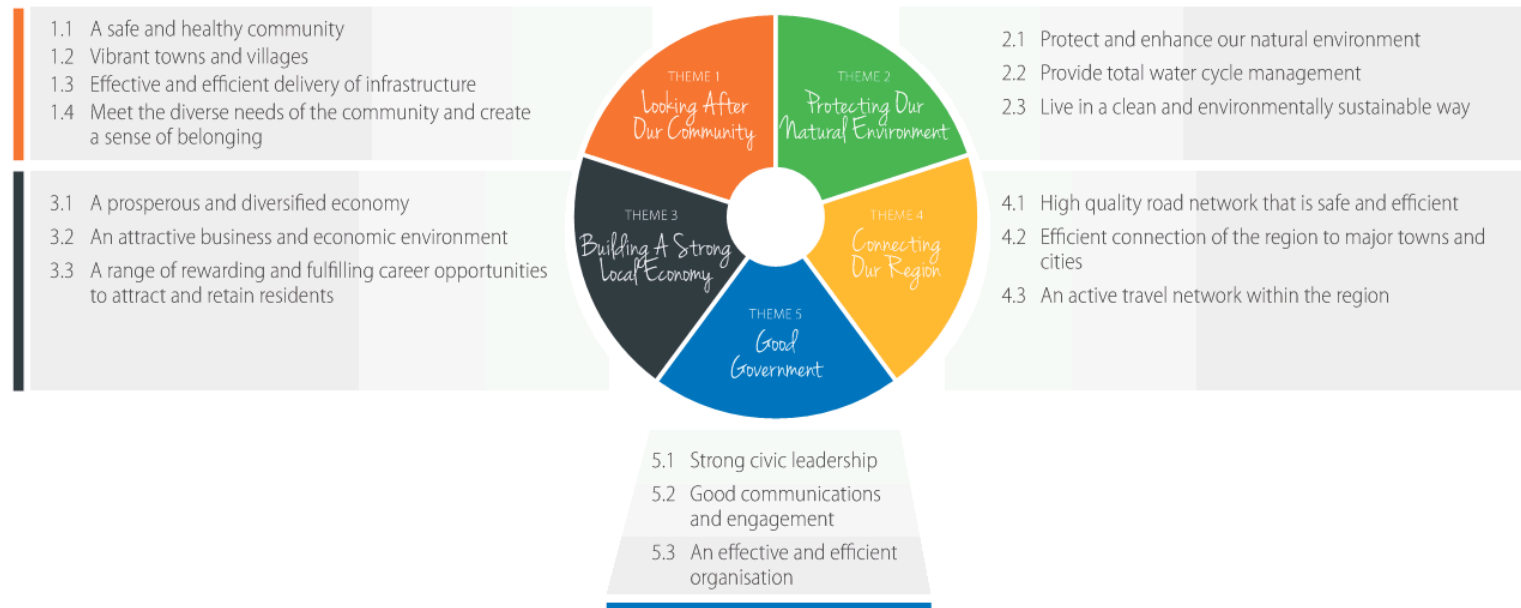 1.1 A safe and healthy community
1.2 Vibrant towns and villages
1.3 Effective and efficient delivery of infrastructure
1.4 Meet the diverse needs of the community and create
a sense of belonging
THEME 1
Looking After
Our Community
THEME 2
Protecting Our
Natural Environment
2.1 Protect and enhance our natural environment
2.2 Provide total water cycle management
2.3 Live in a clean and environmentally sustainable way
3.1 A prosperous and diversified economy
3.2 An attractive business and economic environment
3.3 A range of rewarding and fulfilling career opportunities
to attract and retain residents
THEME 3
Building A Strong
Local Economy
THEME 4
Connecting
Our Region
4.1 High quality road network that is safe and efficient
4.2 Efficient connection of the region to major towns and
cities
4.3 An active travel network within the region
THEME 5
Good
Government
5.1 Strong civic leadership
5.2 Good communications
and engagement
5.3 An effective and efficient
organisation